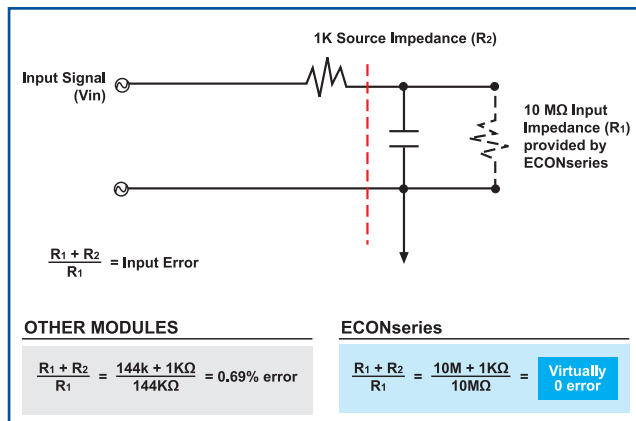 1K Source Impedance (R2)
Input Signal
(Vin)
10 MΩ Input
Impedance (R1)
provided by
ECONseries
R1 + R2
R1
= Input Error
OTHER MODULES
R1 + R2
R1
=
144k + 1KΩ
144KΩ
= 0.69% error
ECONseries
R1 + R2
R1
=
10M + 1KΩ
10MΩ
=
Virtually
0 error